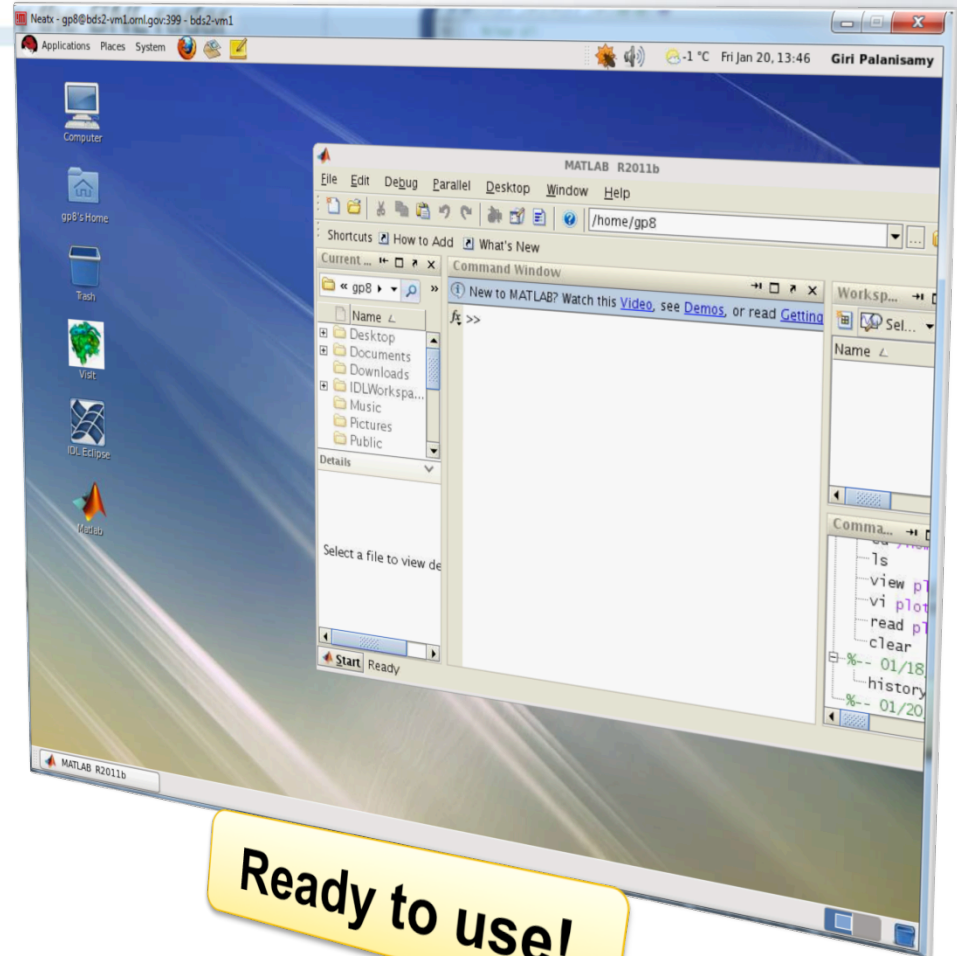 Neatx - gp8@bds2-vm1.ornl.gov:399 - bds2-vm1
Applications Places System
-1 °C Fri Jan 20, 13:46 Giri Palanisamy
Computer
gp8's Home
Trash
Visit
IDL Eclipse
Matlab
MATLAB R2011b
File Edit Debug Parallel Desktop Window Help
/home/gp8
Shortcuts How to Add What's New
Current ...
« gp8
»
Name
Desktop
Documents
Downloads
IDLWorkspa...
Music
Pictures
Public
Details
Select a file to view de
Start Ready
Command Window
New to MATLAB? Watch this Video, see Demos, or read Getting
fx >>
Worksp...
Sel...
Name
Comma...
ls
view pl
vi plot
read pl
clear
%-- 01/18
history
%-- 01/20
MATLAB R2011b
Ready to use!